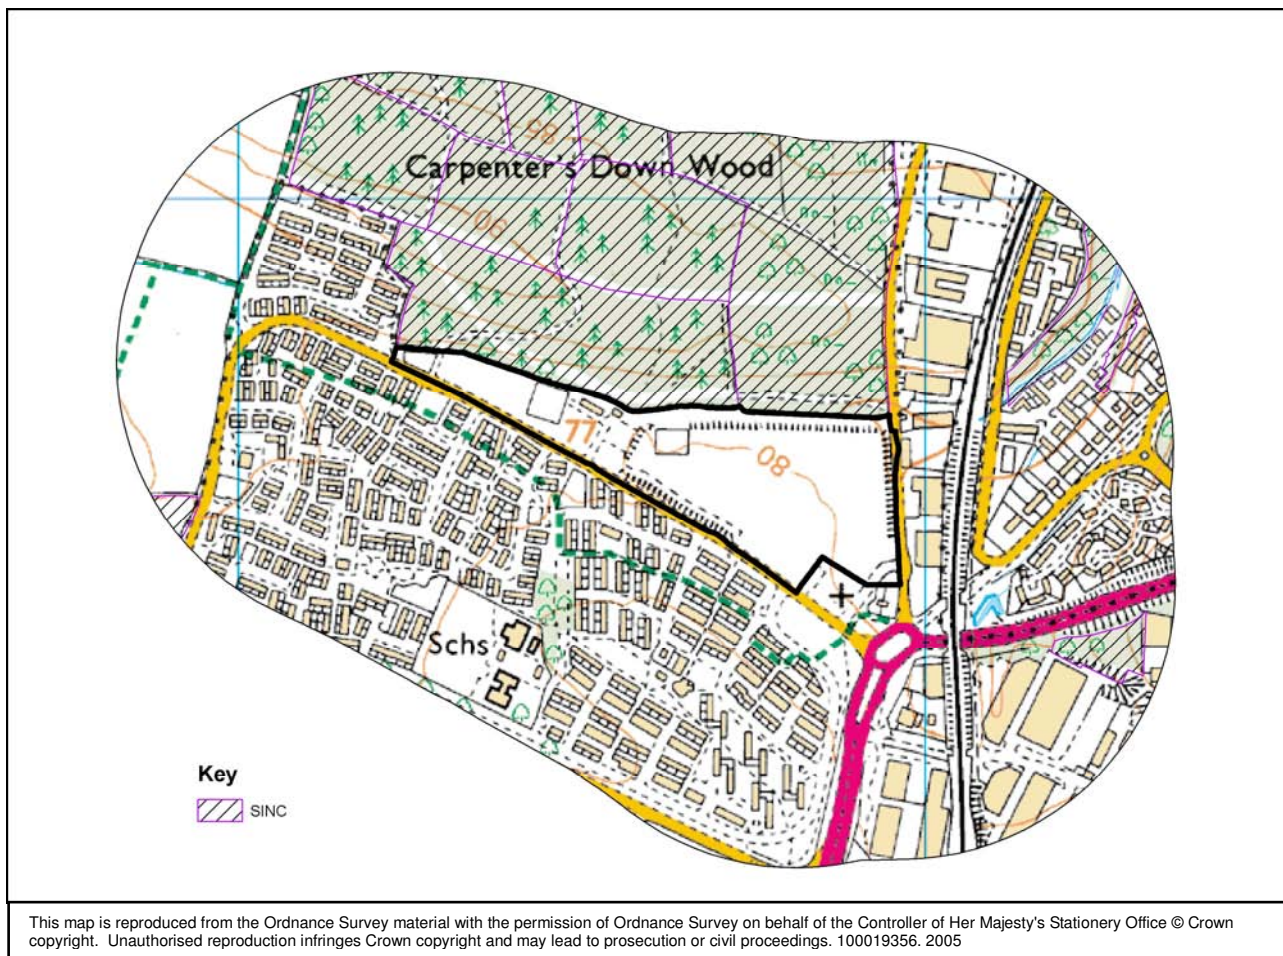 85
Carpenter's Down Wood
90
77
80
Schs
Key
SINC
This map is reproduced from the Ordnance Survey material with the permission of Ordnance Survey on behalf of the Controller of Her Majesty's Stationery Office © Crown
copyright. Unauthorised reproduction infringes Crown copyright and may lead to prosecution or civil proceedings. 100019356. 2005